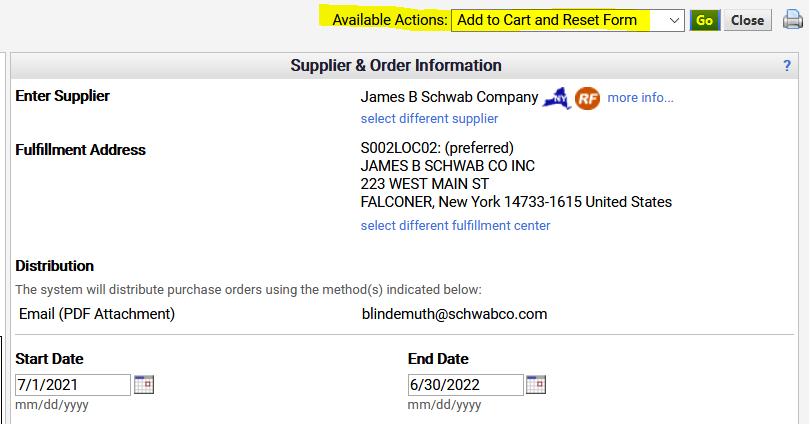 Available Actions: Add to Cart and Reset Form Go Close
Supplier & Order Information ?
Enter Supplier James B Schwab Company NY RF more info...
select different supplier
Fulfillment Address S002LOC02: (preferred)
JAMES B SCHWAB CO INC
223 WEST MAIN ST
FALCONER, New York 14733-1615 United States
select different fulfillment center
Distribution
The system will distribute purchase orders using the method(s) indicated below:
Email (PDF Attachment) blindemuth@schwabco.com
Start Date End Date
7/1/2021 6/30/2022
mm/dd/yyyy mm/dd/yyyy